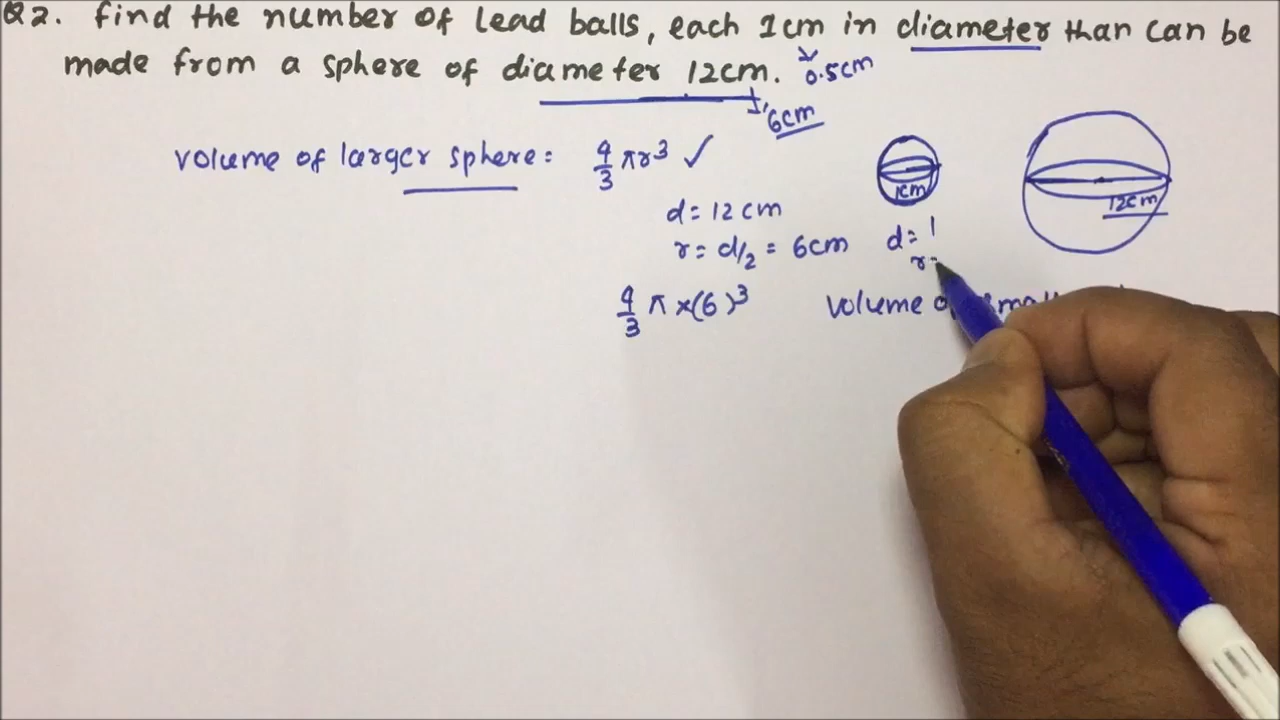 Q2. Find the number of lead balls, each 1cm in diameter than can be
made from a sphere of diameter 12cm.
0.5cm
6cm
volume of larger sphere = 4/3 πr³ ✓
1cm
12cm
d = 12cm
r = d/2 = 6cm
d = 1
r =
4/3 π × (6)³
volume